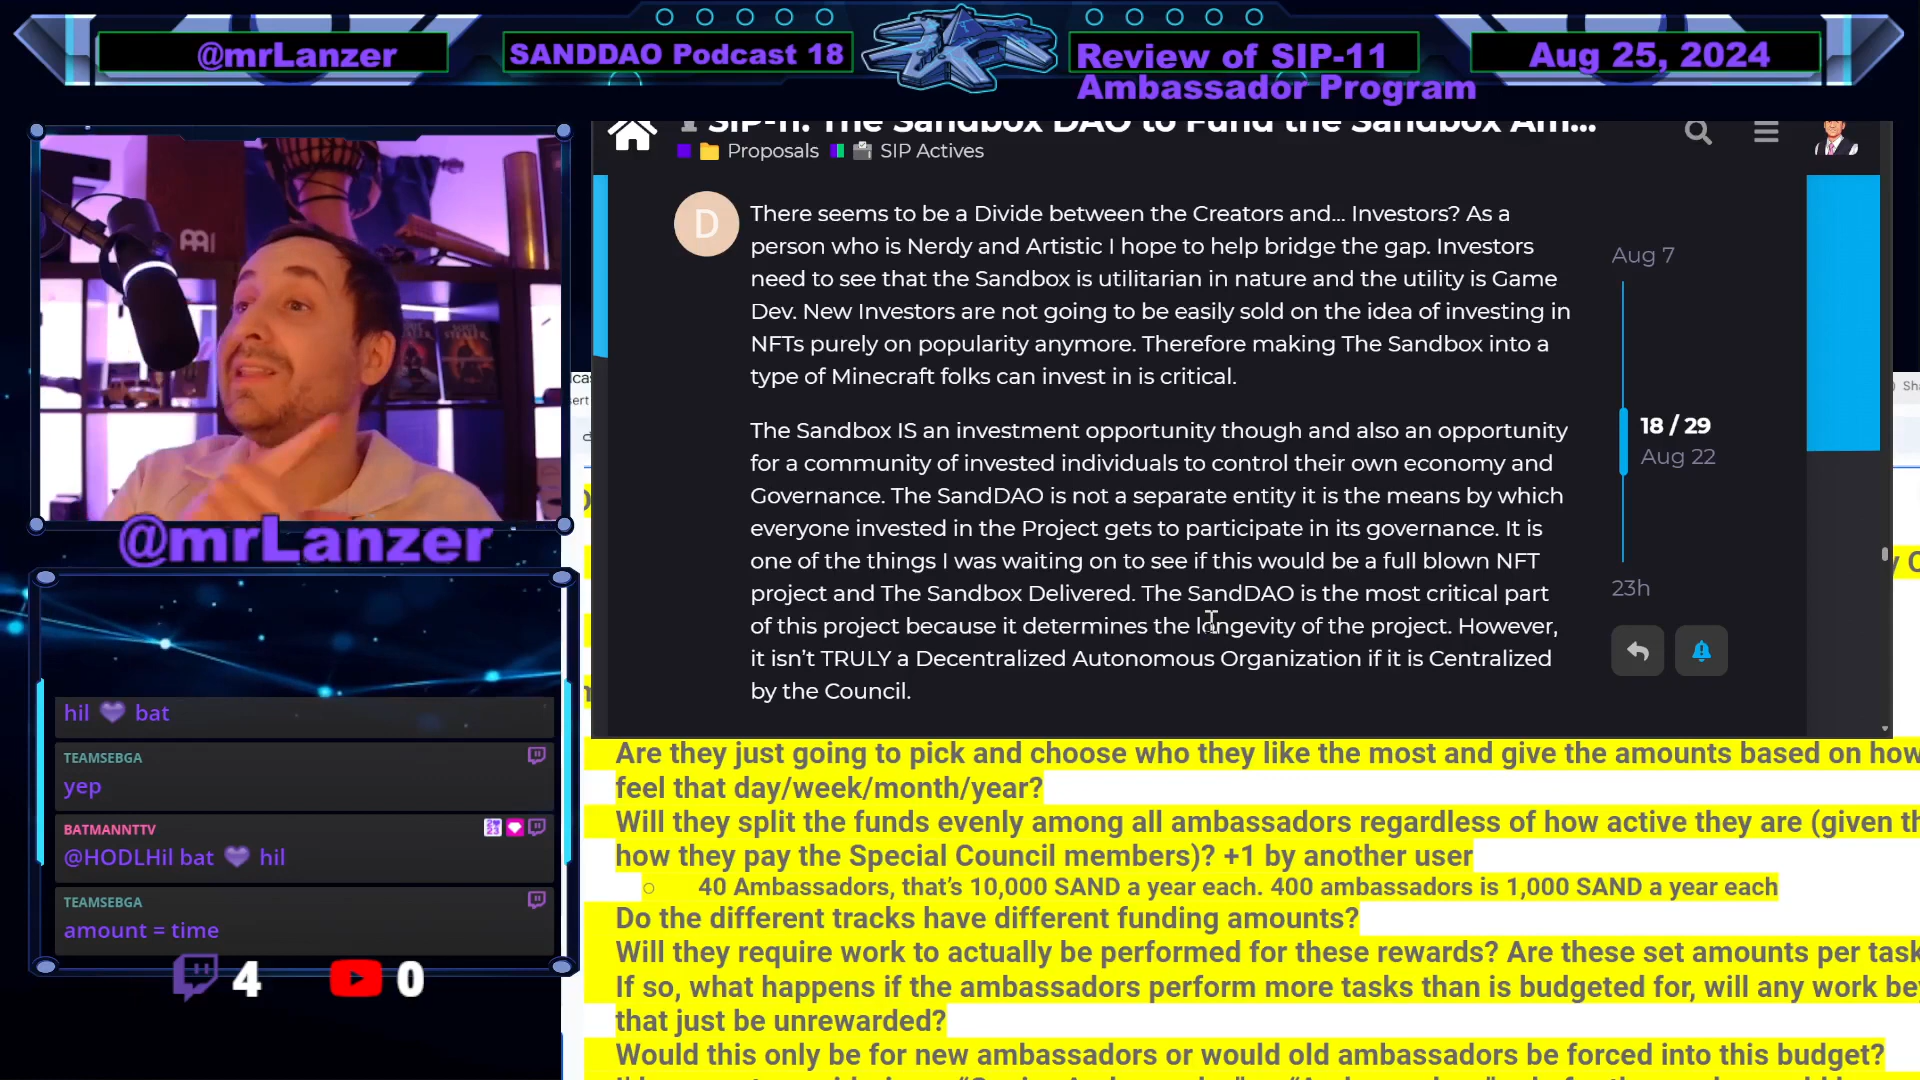 @mrLanzer
SANDDAO Podcast 18
Review of SIP-11
Ambassador Program
Aug 25, 2024
SIP-11: The Sandbox DAO to Fund the Sandbox Am...
Proposals
SIP Actives
D
There seems to be a Divide between the Creators and... Investors? As a
person who is Nerdy and Artistic I hope to help bridge the gap. Investors
need to see that the Sandbox is utilitarian in nature and the utility is Game
Dev. New Investors are not going to be easily sold on the idea of investing in
NFTs purely on popularity anymore. Therefore making The Sandbox into a
type of Minecraft folks can invest in is critical.
The Sandbox IS an investment opportunity though and also an opportunity
for a community of invested individuals to control their own economy and
Governance. The SandDAO is not a separate entity it is the means by which
everyone invested in the Project gets to participate in its governance. It is
one of the things I was waiting on to see if this would be a full blown NFT
project and The Sandbox Delivered. The SandDAO is the most critical part
of this project because it determines the longevity of the project. However,
it isn't TRULY a Decentralized Autonomous Organization if it is Centralized
by the Council.
Aug 7
18 / 29
Aug 22
23h
@mrLanzer
hil 💜 bat
TEAMSEBGA
yep
BATMANNTTV
@HODLHil bat 💜 hil
TEAMSEBGA
amount = time
4
0
Are they just going to pick and choose who they like the most and give the amounts based on how
feel that day/week/month/year?
Will they split the funds evenly among all ambassadors regardless of how active they are (given th
how they pay the Special Council members)? +1 by another user
○ 40 Ambassadors, that's 10,000 SAND a year each. 400 ambassadors is 1,000 SAND a year each
Do the different tracks have different funding amounts?
Will they require work to actually be performed for these rewards? Are these set amounts per task
If so, what happens if the ambassadors perform more tasks than is budgeted for, will any work be
that just be unrewarded?
Would this only be for new ambassadors or would old ambassadors be forced into this budget?